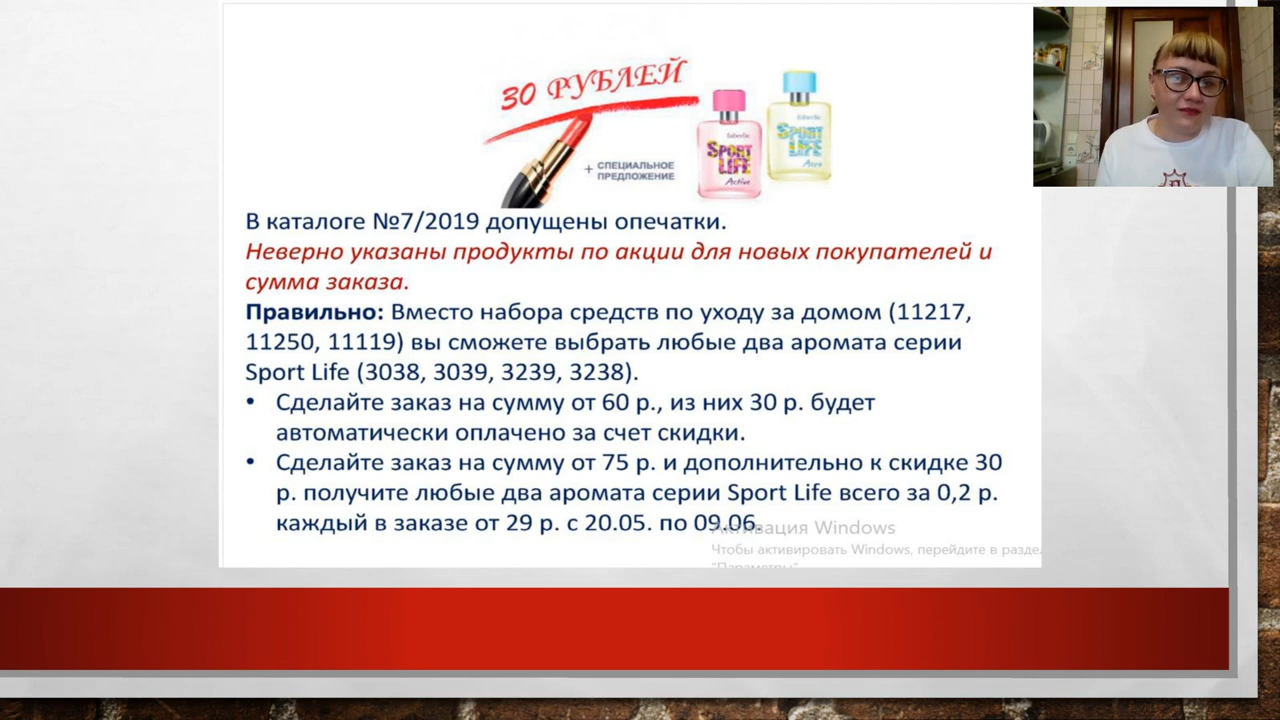 30 РУБЛЕЙ
+ СПЕЦИАЛЬНОЕ
ПРЕДЛОЖЕНИЕ
faberlic
SPORT
LIFE
Active
faberlic
SPORT
LIFE
В каталоге №7/2019 допущены опечатки.
Неверно указаны продукты по акции для новых покупателей и
сумма заказа.
Правильно: Вместо набора средств по уходу за домом (11217,
11250, 11119) вы сможете выбрать любые два аромата серии
Sport Life (3038, 3039, 3239, 3238).
• Сделайте заказ на сумму от 60 р., из них 30 р. будет
автоматически оплачено за счет скидки.
• Сделайте заказ на сумму от 75 р. и дополнительно к скидке 30
р. получите любые два аромата серии Sport Life всего за 0,2 р.
каждый в заказе от 29 р. с 20.05. по 09.06.
Активация Windows
Чтобы активировать Windows, перейдите в разде
"Параметры"